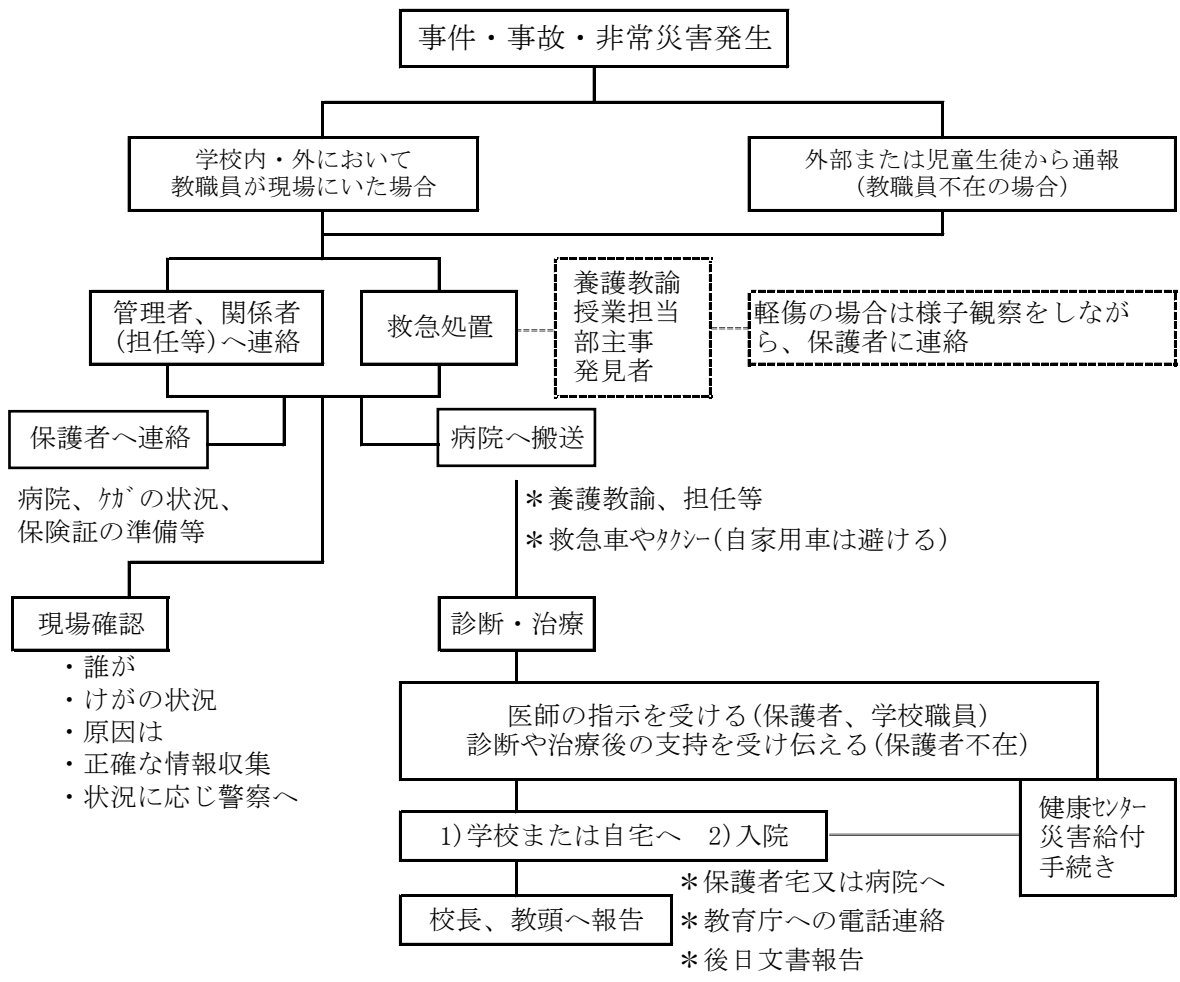 事件・事故・非常災害発生
学校内・外において
教職員が現場にいた場合
外部または児童生徒から通報
(教職員不在の場合)
管理者、関係者
(担任等)へ連絡
救急処置
養護教諭
授業担当
部主事
発見者
軽傷の場合は様子観察をしなが
ら、保護者に連絡
保護者へ連絡
病院へ搬送
病院、ｹｶﾞの状況、
保険証の準備等
＊養護教諭、担任等
＊救急車やﾀｸｼｰ(自家用車は避ける)
現場確認
・誰が
・けがの状況
・原因は
・正確な情報収集
・状況に応じ警察へ
診断・治療
医師の指示を受ける(保護者、学校職員)
診断や治療後の支持を受け伝える(保護者不在)
1)学校または自宅へ 2)入院
健康ｾﾝﾀｰ
災害給付
手続き
校長、教頭へ報告
＊保護者宅又は病院へ
＊教育庁への電話連絡
＊後日文書報告